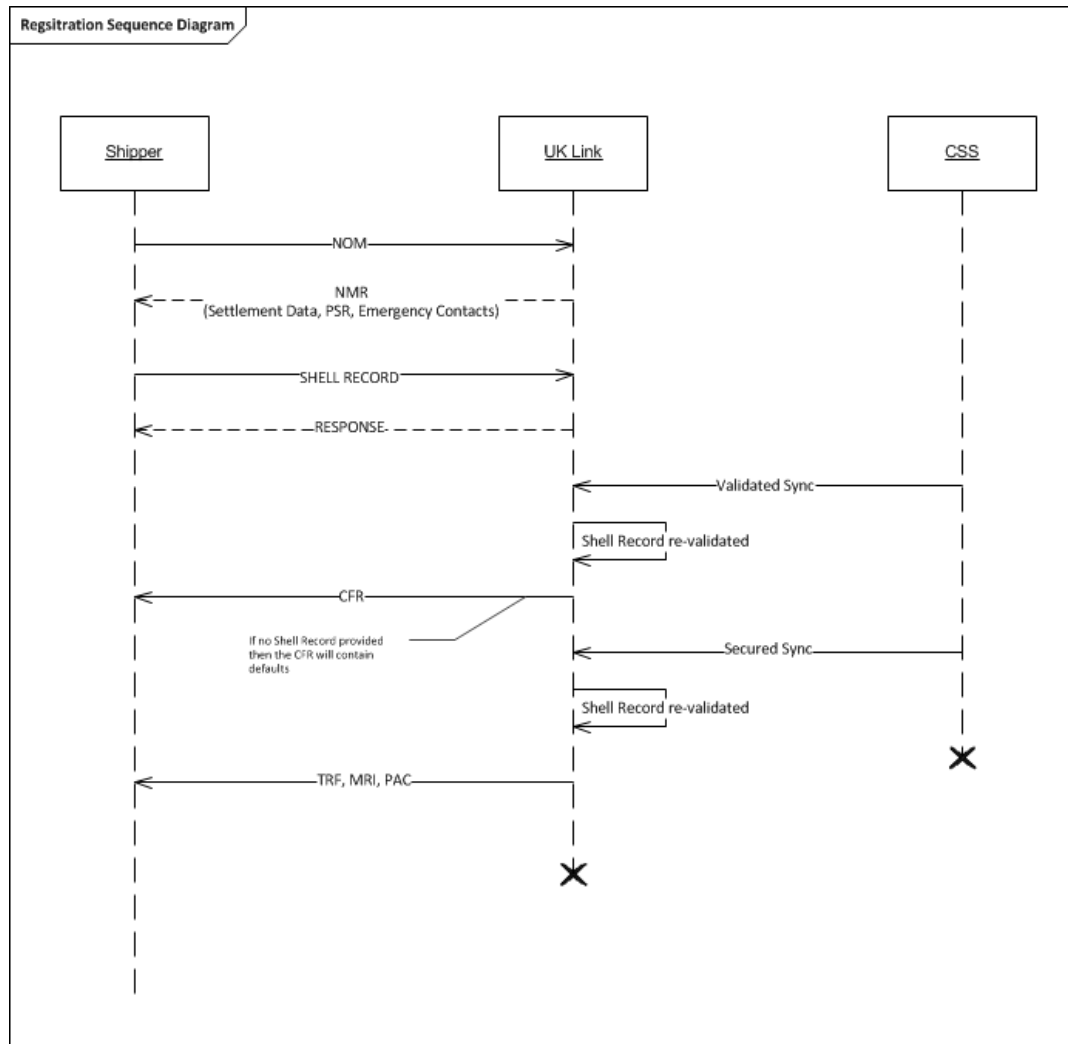 Regsitration Sequence Diagram
Shipper
UK Link
CSS
NOM
NMR
(Settlement Data, PSR, Emergency Contacts)
SHELL RECORD
RESPONSE
Validated Sync
Shell Record re-validated
CFR
If no Shell Record provided
then the CFR will contain
defaults
Secured Sync
Shell Record re-validated
TRF, MRI, PAC